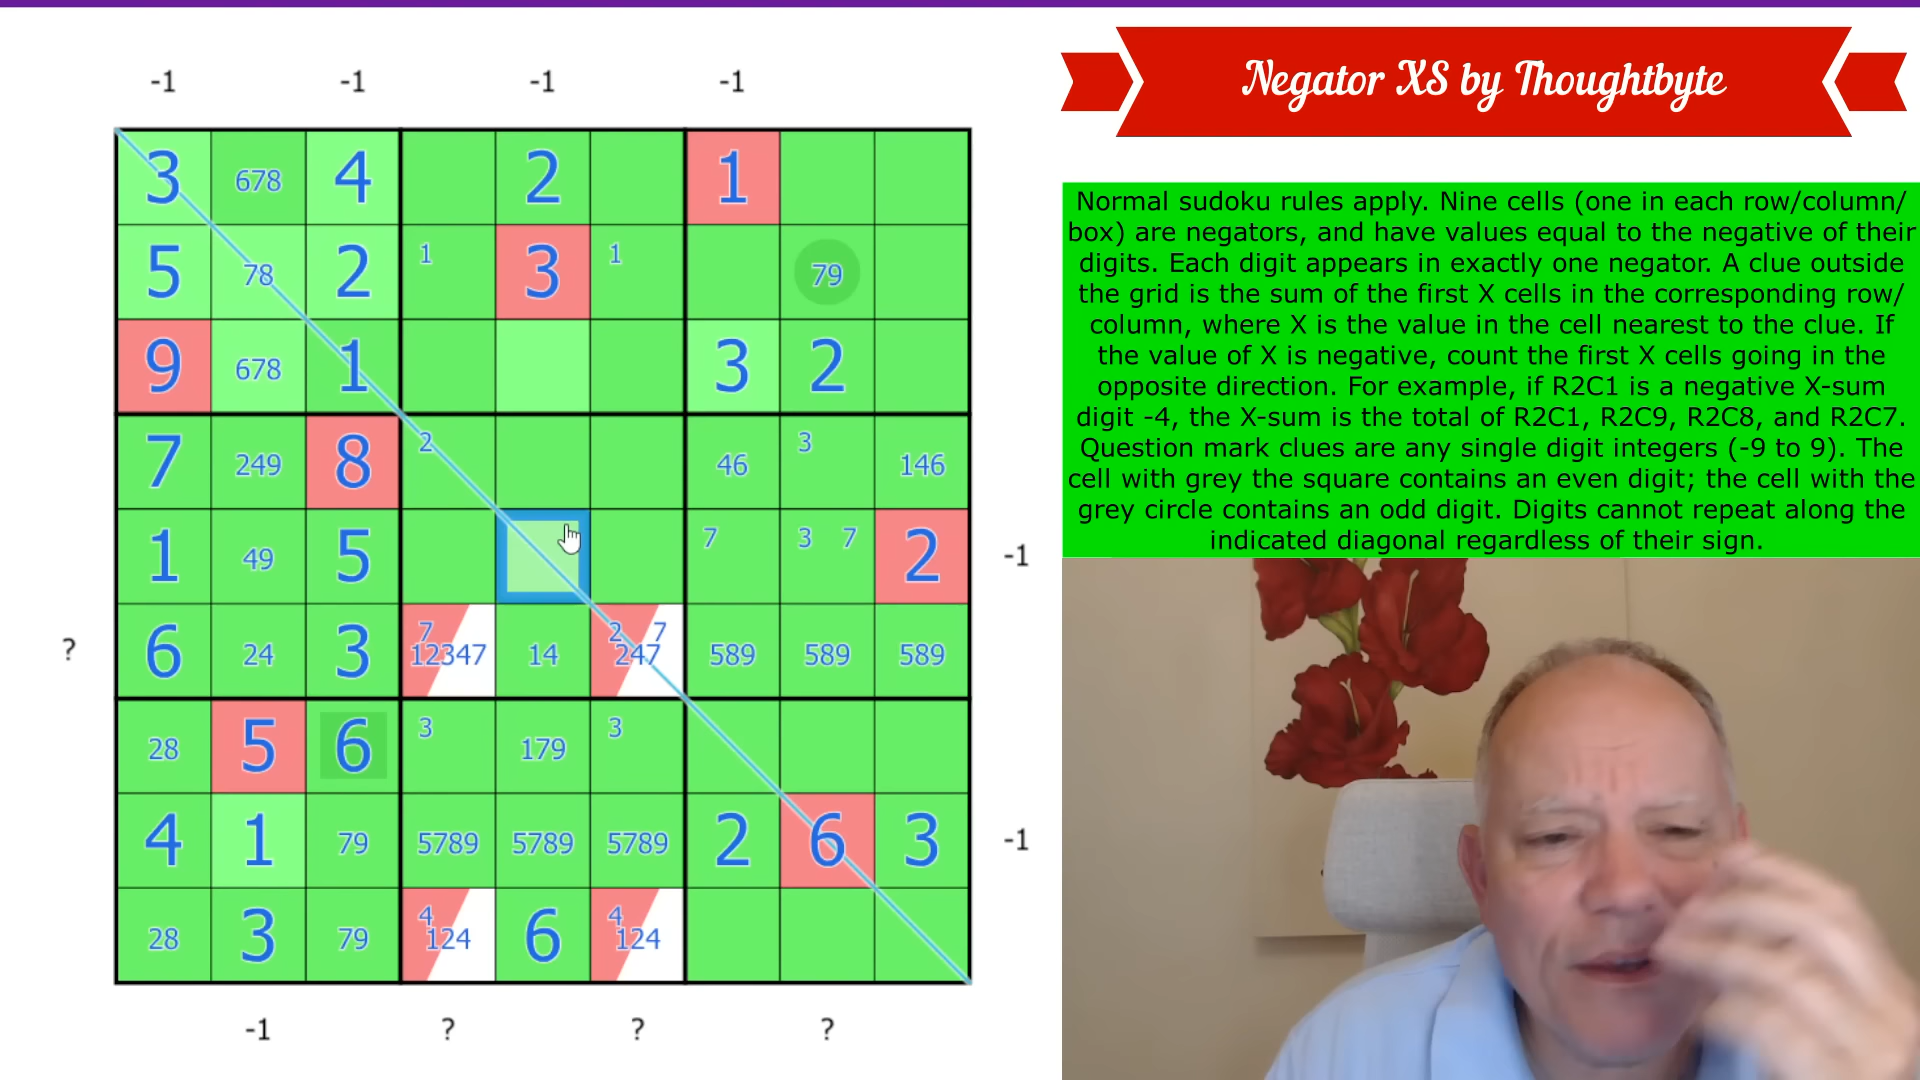 Negator XS by Thoughtbyte
-1 -1 -1 -1
3 678 4 2 1
5 78 2 1 3 1 79
9 678 1 3 2
7 249 8 2 46 3 146
1 49 5 7 3 7 2 -1
? 6 24 3 7 12347 14 2 7 247 589 589 589
28 5 6 3 179 3
4 1 79 5789 5789 5789 2 6 3 -1
28 3 79 4 124 6 4 124
-1 ? ? ?
Normal sudoku rules apply. Nine cells (one in each row/column/
box) are negators, and have values equal to the negative of their
digits. Each digit appears in exactly one negator. A clue outside
the grid is the sum of the first X cells in the corresponding row/
column, where X is the value in the cell nearest to the clue. If
the value of X is negative, count the first X cells going in the
opposite direction. For example, if R2C1 is a negative X-sum
digit -4, the X-sum is the total of R2C1, R2C9, R2C8, and R2C7.
Question mark clues are any single digit integers (-9 to 9). The
cell with grey the square contains an even digit; the cell with the
grey circle contains an odd digit. Digits cannot repeat along the
indicated diagonal regardless of their sign.